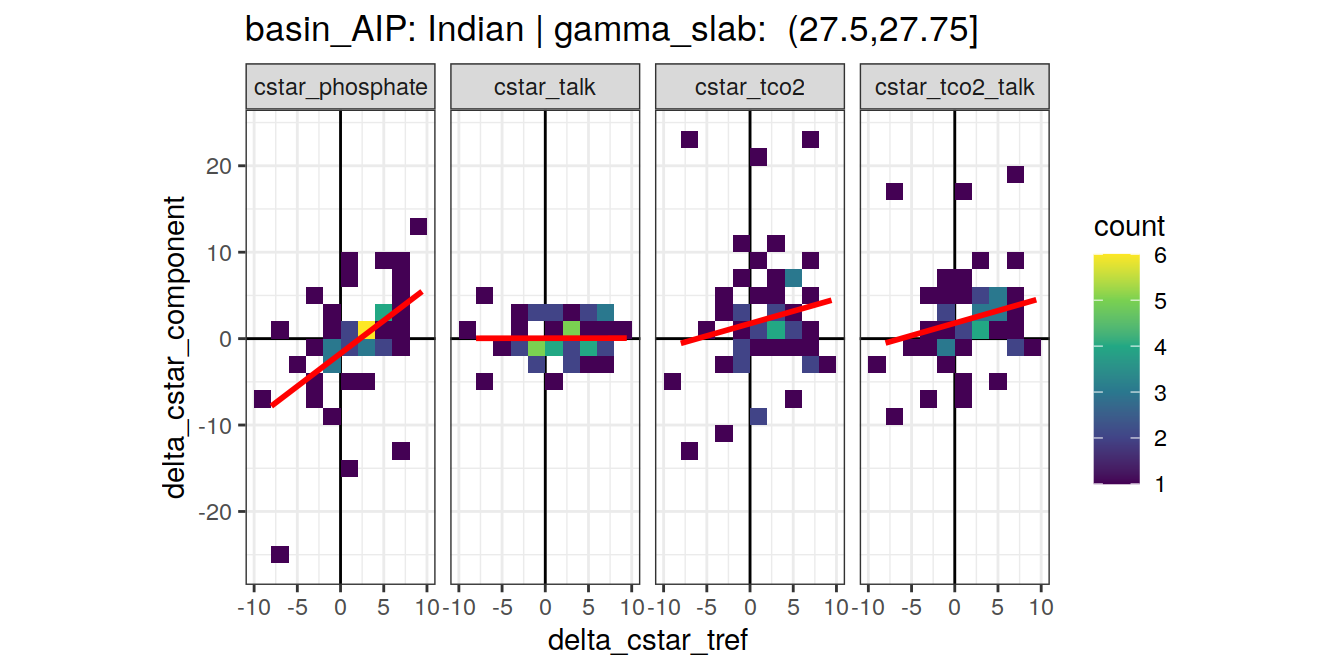 basin_AIP: Indian | gamma_slab:  (27.5,27.75]
cstar_phosphate cstar_talk cstar_tco2 cstar_tco2_talk
delta_cstar_component
20
10
0
-10
-20
-10 -5 0 5 10 -10 -5 0 5 10 -10 -5 0 5 10 -10 -5 0 5 10
delta_cstar_tref
count
6
5
4
3
2
1